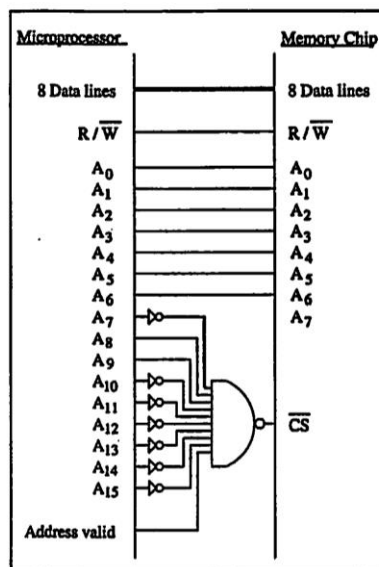 Microprocessor Memory Chip
8 Data lines 8 Data lines
R / W̅ R / W̅
A₀ A₀
A₁ A₁
A₂ A₂
A₃ A₃
A₄ A₄
A₅ A₅
A₆ A₆
A₇ A₇
A₈
A₉
A₁₀
A₁₁
A₁₂ C̅S̅
A₁₃
A₁₄
A₁₅
Address valid